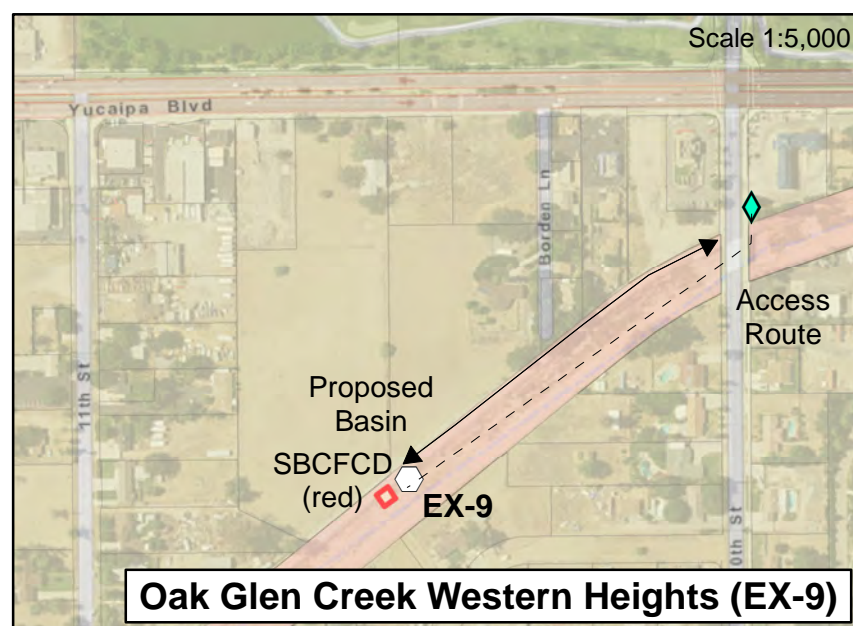 Scale 1:5,000
Yucaipa Blvd
Borden Ln
Access
Route
11th St
Proposed
Basin
SBCFCD
(red)
EX-9
0th St
Oak Glen Creek Western Heights (EX-9)